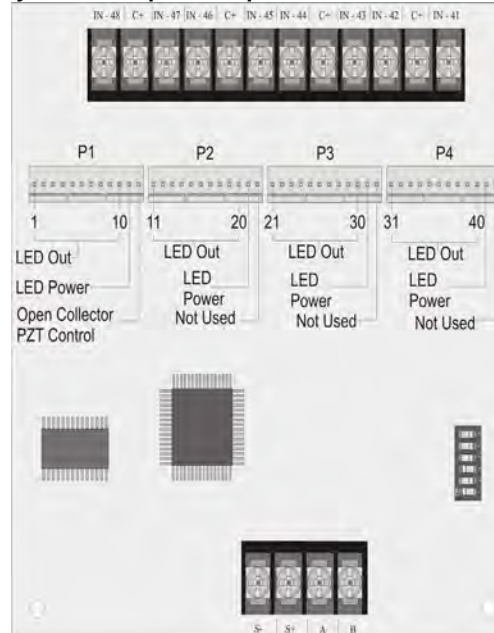 IN - 48 C+ IN - 47 IN - 46 C+ IN - 45 IN - 44 C+ IN - 43 IN - 42 C+ IN - 41
P1 P2 P3 P4
1 10 11 20 21 30 31 40
LED Out LED Out LED Out LED Out
LED Power LED Power LED Power LED Power
Open Collector PZT Control Not Used Not Used Not Used
S- S+ A B